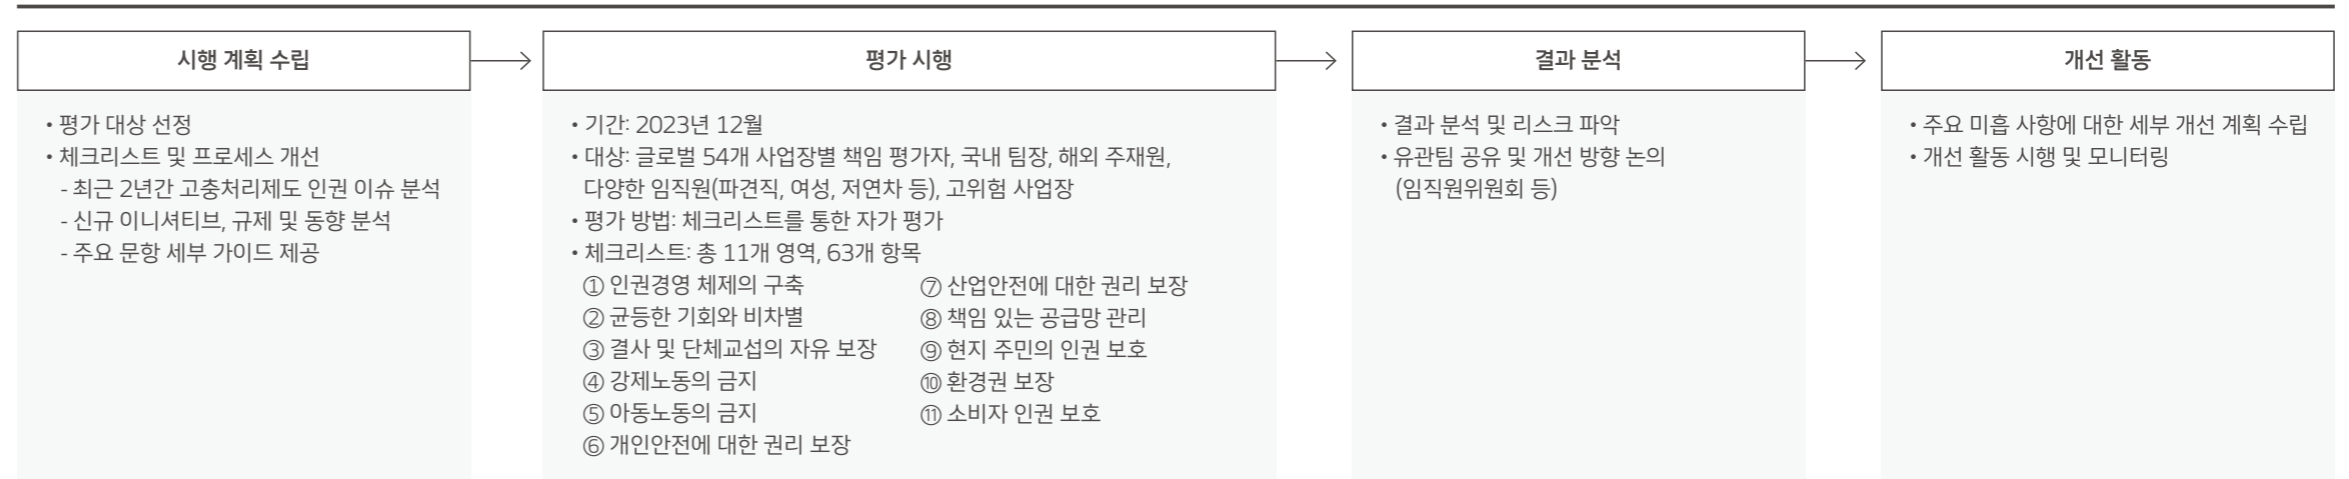 시행 계획 수립
• 평가 대상 선정
• 체크리스트 및 프로세스 개선
- 최근 2년간 고충처리제도 인권 이슈 분석
- 신규 이니셔티브, 규제 및 동향 분석
- 주요 문항 세부 가이드 제공
평가 시행
• 기간: 2023년 12월
• 대상: 글로벌 54개 사업장별 책임 평가자, 국내 팀장, 해외 주재원,
다양한 임직원(파견직, 여성, 저연차 등), 고위험 사업장
• 평가 방법: 체크리스트를 통한 자가 평가
• 체크리스트: 총 11개 영역, 63개 항목
① 인권경영 체제의 구축
② 균등한 기회와 비차별
③ 결사 및 단체교섭의 자유 보장
④ 강제노동의 금지
⑤ 아동노동의 금지
⑥ 개인안전에 대한 권리 보장
⑦ 산업안전에 대한 권리 보장
⑧ 책임 있는 공급망 관리
⑨ 현지 주민의 인권 보호
⑩ 환경권 보장
⑪ 소비자 인권 보호
결과 분석
• 결과 분석 및 리스크 파악
• 유관팀 공유 및 개선 방향 논의
(임직원위원회 등)
개선 활동
• 주요 미흡 사항에 대한 세부 개선 계획 수립
• 개선 활동 시행 및 모니터링